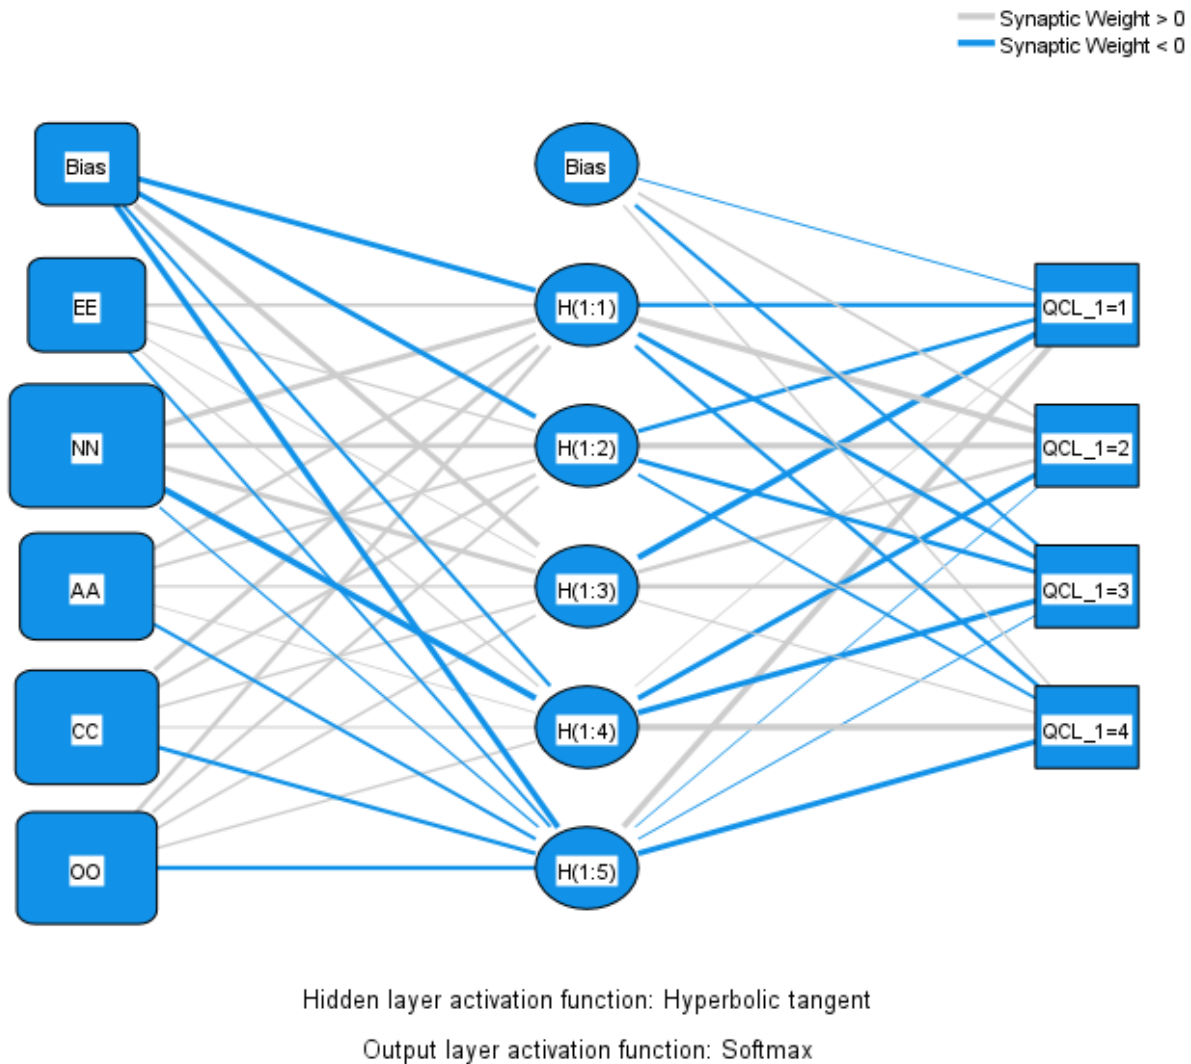 Synaptic Weight > 0
Synaptic Weight < 0
Bias
Bias
EE
H(1:1)
QCL_1=1
NN
H(1:2)
QCL_1=2
AA
H(1:3)
QCL_1=3
CC
H(1:4)
QCL_1=4
OO
H(1:5)
Hidden layer activation function: Hyperbolic tangent
Output layer activation function: Softmax